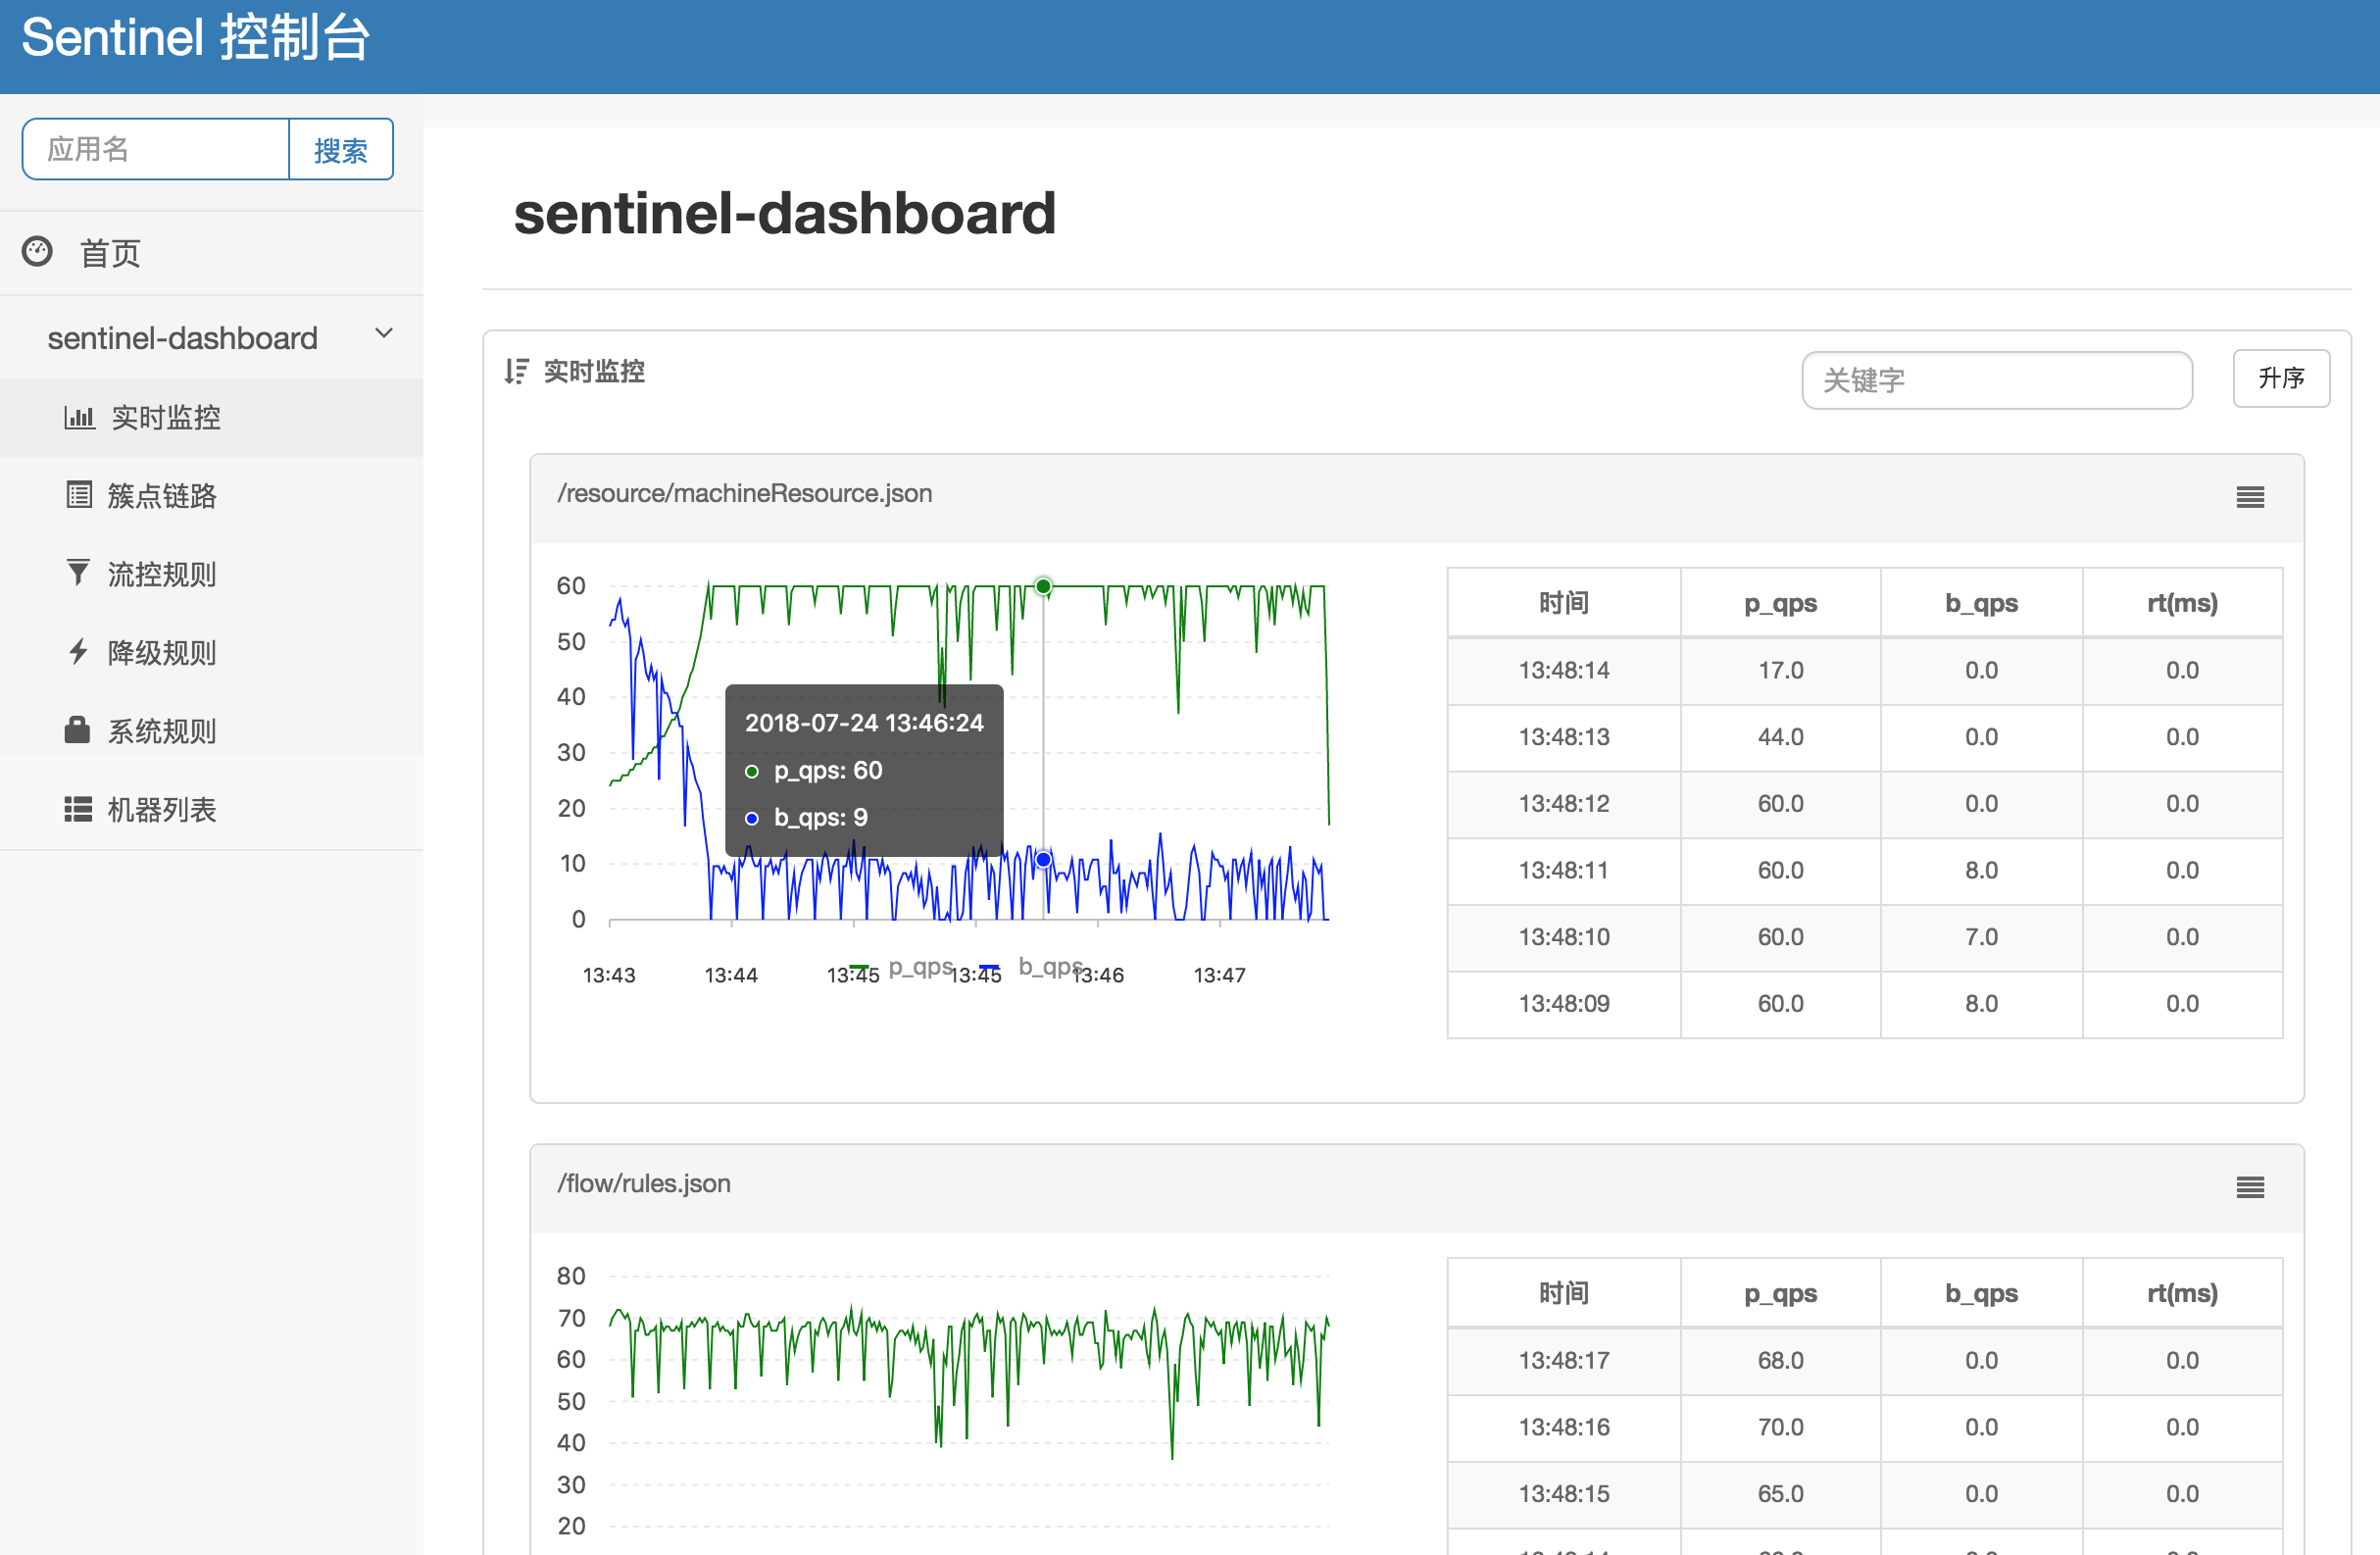 Sentinel 控制台
应用名 搜索
首页
sentinel-dashboard
实时监控
簇点链路
流控规则
降级规则
系统规则
机器列表
sentinel-dashboard
实时监控 关键字 升序
/resource/machineResource.json
60
50
40
30
20
10
0
2018-07-24 13:46:24
p_qps: 60
b_qps: 9
13:43 13:44 13:45 13:45 13:46 13:47
p_qps b_qps
时间 p_qps b_qps rt(ms)
13:48:14 17.0 0.0 0.0
13:48:13 44.0 0.0 0.0
13:48:12 60.0 0.0 0.0
13:48:11 60.0 8.0 0.0
13:48:10 60.0 7.0 0.0
13:48:09 60.0 8.0 0.0
/flow/rules.json
80
70
60
50
40
30
20
时间 p_qps b_qps rt(ms)
13:48:17 68.0 0.0 0.0
13:48:16 70.0 0.0 0.0
13:48:15 65.0 0.0 0.0